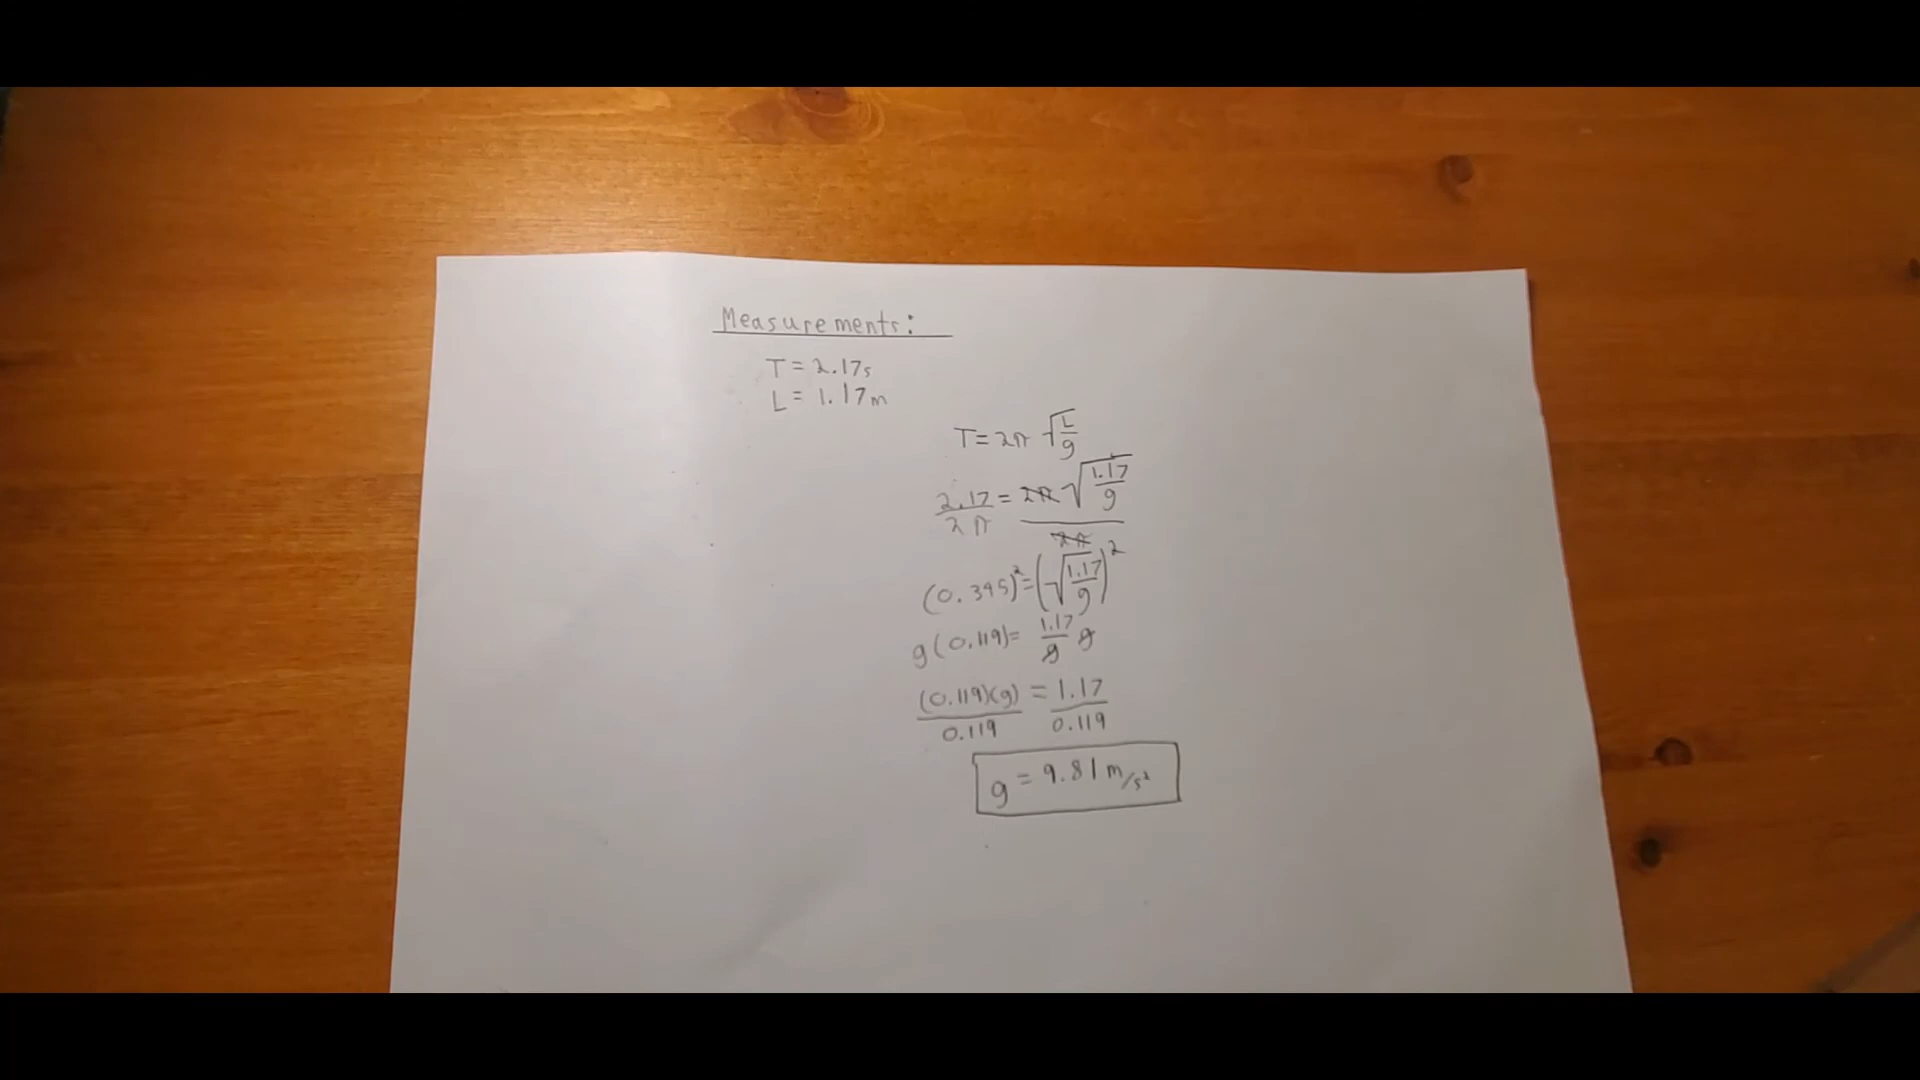 Measurements:
T = 2.17s
L = 1.17m
T = 2π √(L/g)
2.17/2π = 2π √(1.17/g) / 2π
(0.345)² = (√(1.17/g))²
g(0.119) = 1.17/g g
(0.119)(g)/0.119 = 1.17/0.119
g = 9.81 m/s²